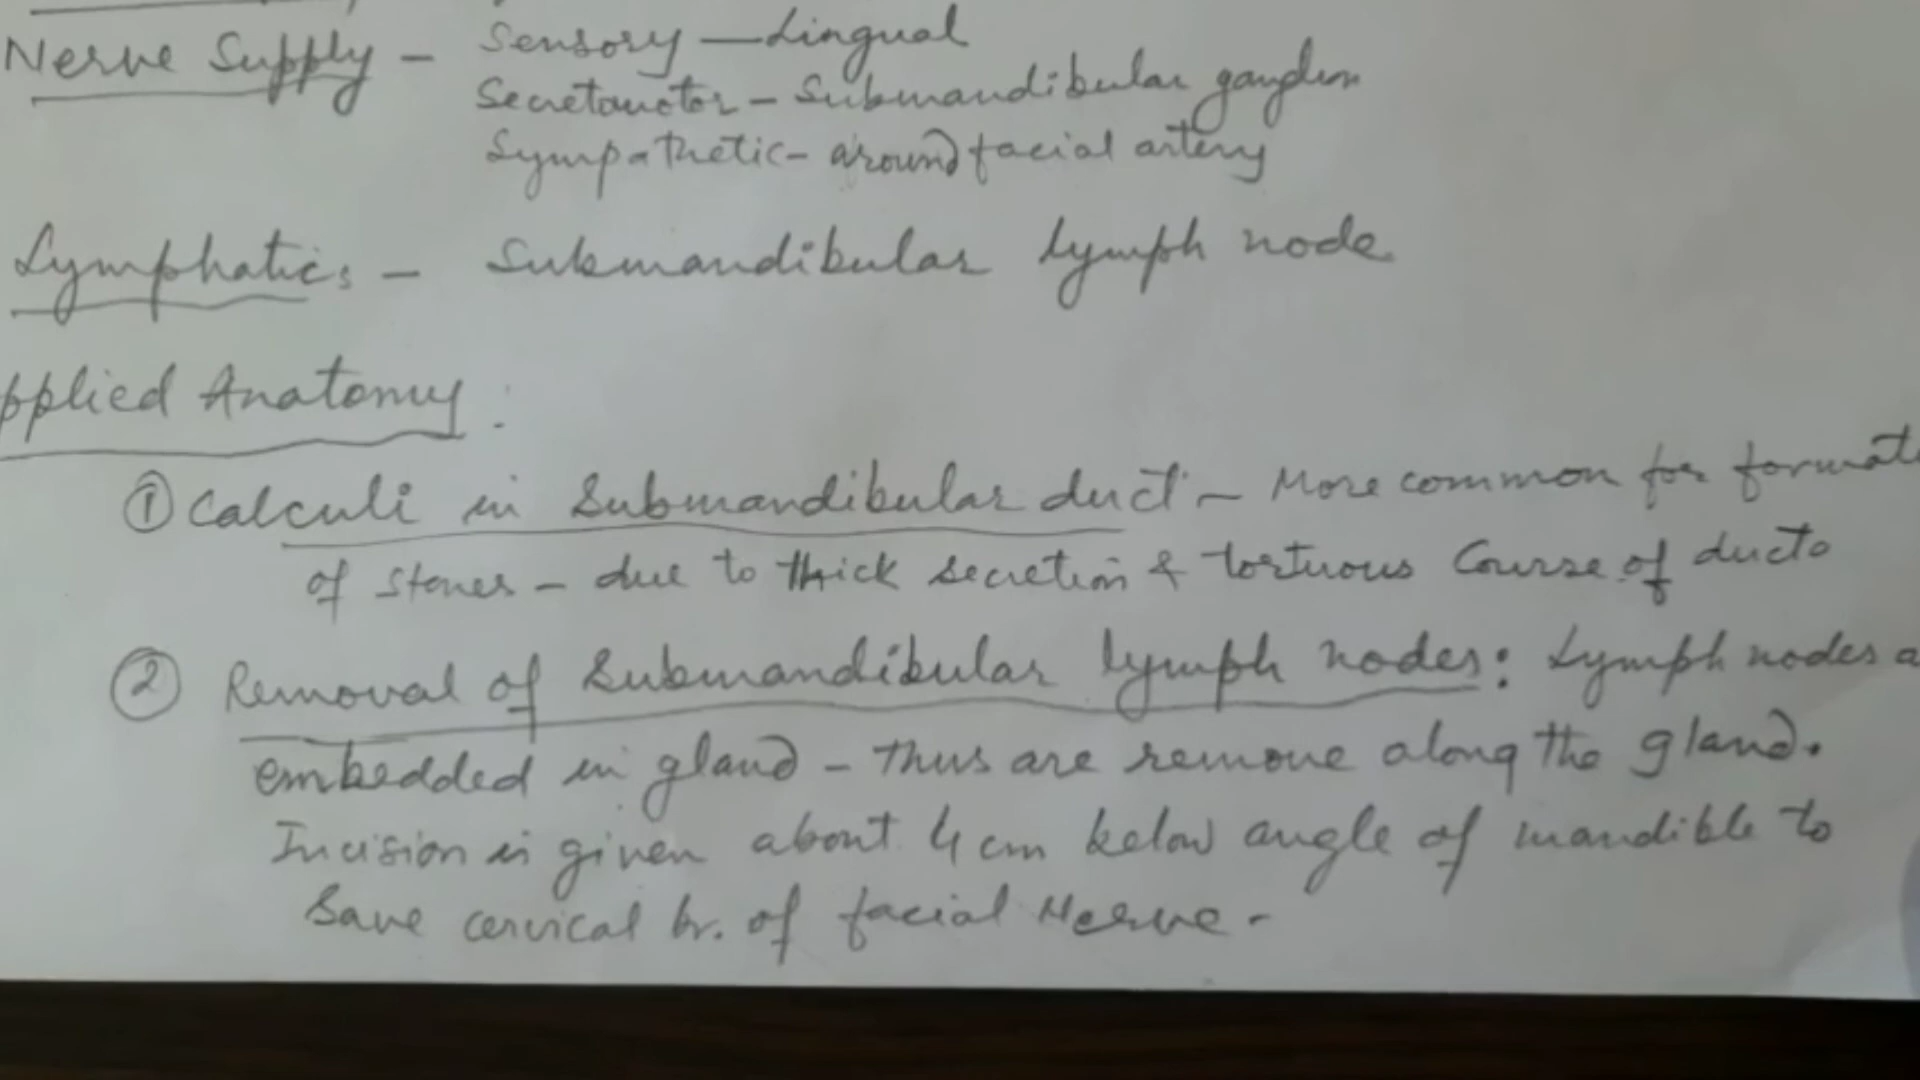 Nerve Supply - Sensory - Lingual
Secretomotor - Submandibular ganglion
Sympathetic - around facial artery
Lymphatics - Submandibular lymph node
pplied Anatomy :
① Calculi in Submandibular duct - More common for formati
of stones - due to thick secretion & tortuous Course of ducto
② Removal of Submandibular lymph nodes: Lymph nodes a
embedded in gland - thus are remove along the gland.
Incision is given about 4 cm below angle of mandible to
Save cervical br. of facial Nerve -